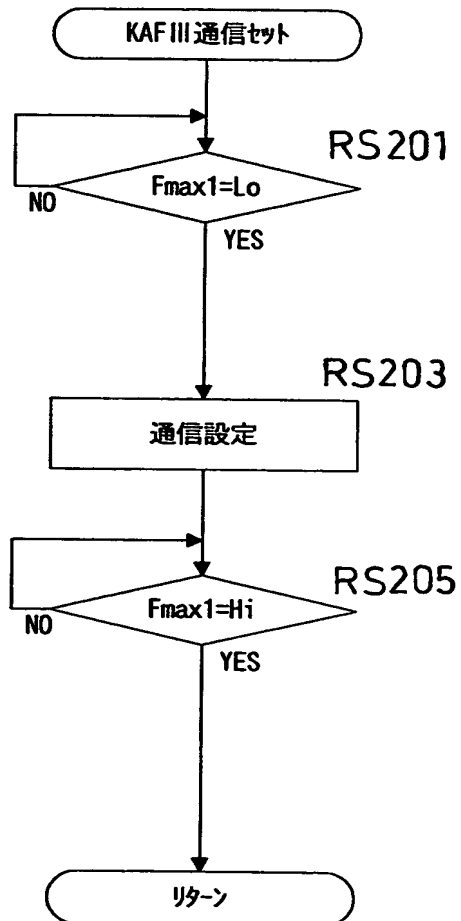 KAFIII通信ｾｯﾄ
RS201
Fmax1=Lo
NO
YES
RS203
通信設定
RS205
Fmax1=Hi
NO
YES
ﾘﾀｰﾝ